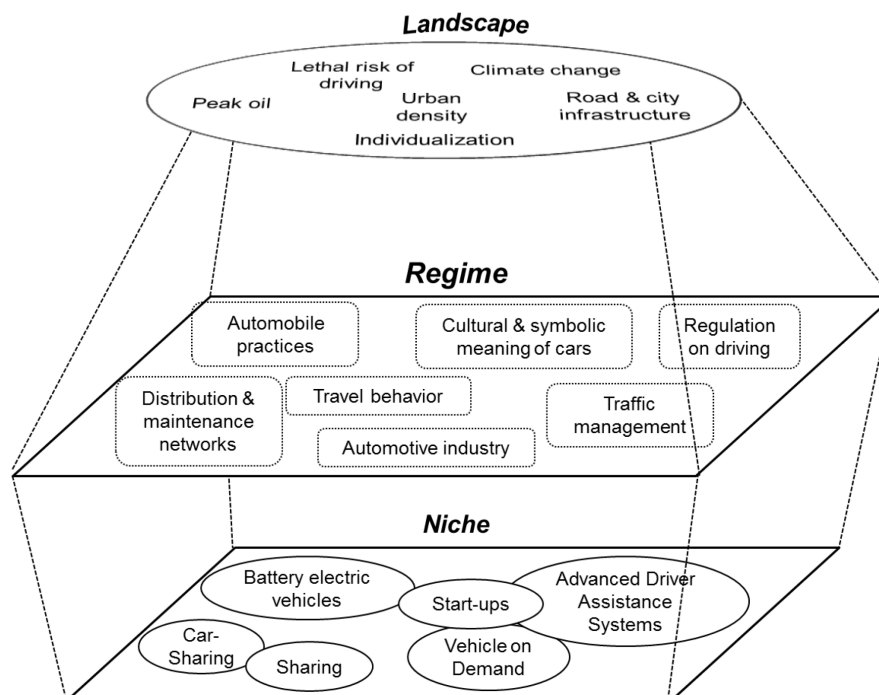 Landscape
Lethal risk of
driving
Climate change
Peak oil
Urban
density
Road & city
infrastructure
Individualization
Regime
Automobile
practices
Cultural & symbolic
meaning of cars
Regulation
on driving
Distribution &
maintenance
networks
Travel behavior
Traffic
management
Automotive industry
Niche
Battery electric
vehicles
Start-ups
Advanced Driver
Assistance
Systems
Car-
Sharing
Sharing
Vehicle on
Demand